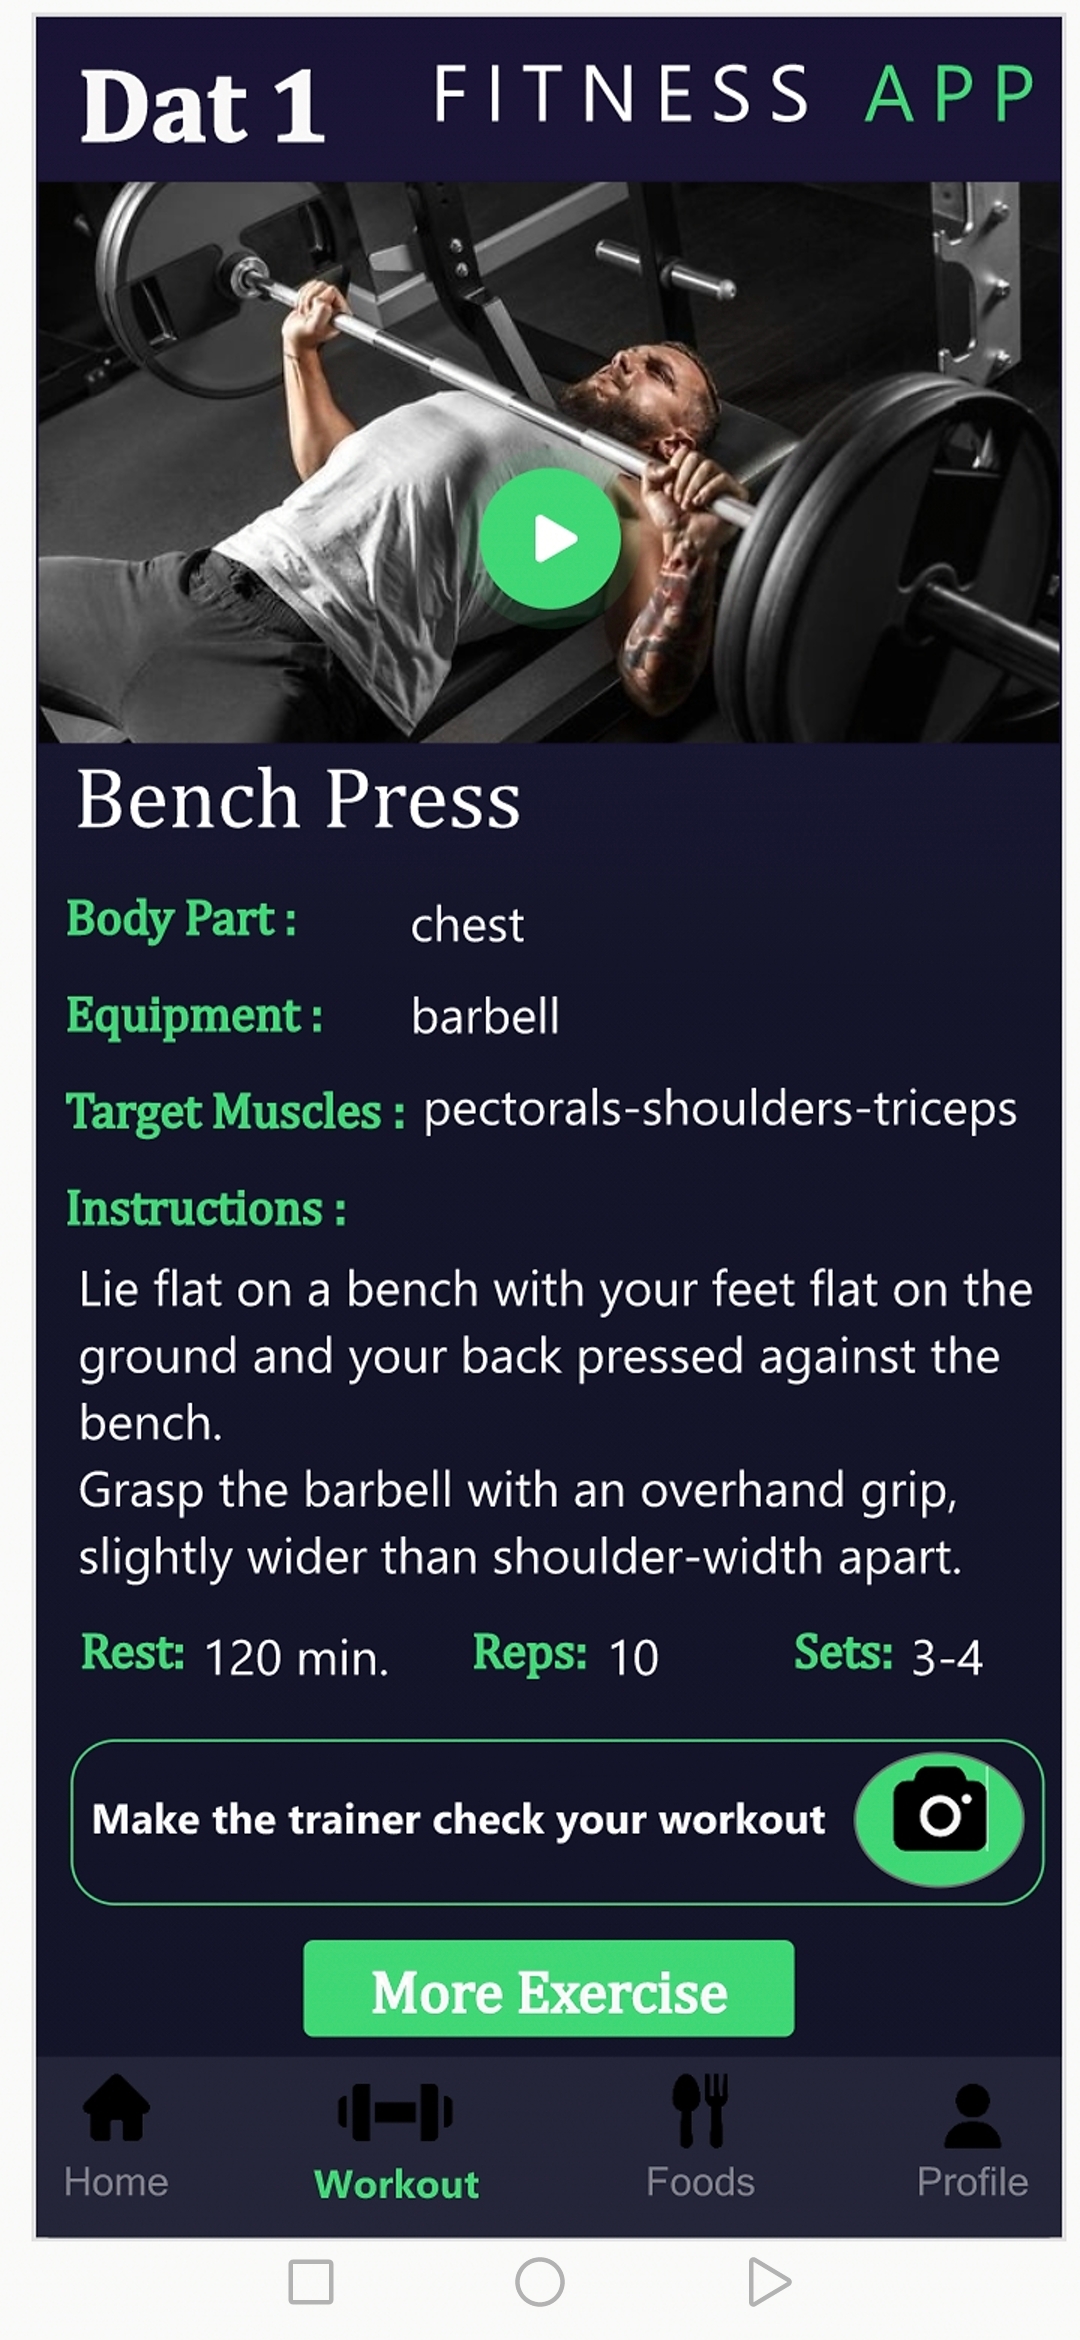 Dat 1 FITNESS APP
Bench Press
Body Part : chest
Equipment : barbell
Target Muscles : pectorals-shoulders-triceps
Instructions :
Lie flat on a bench with your feet flat on the
ground and your back pressed against the
bench.
Grasp the barbell with an overhand grip,
slightly wider than shoulder-width apart.
Rest: 120 min. Reps: 10 Sets: 3-4
Make the trainer check your workout
More Exercise
Home Workout Foods Profile